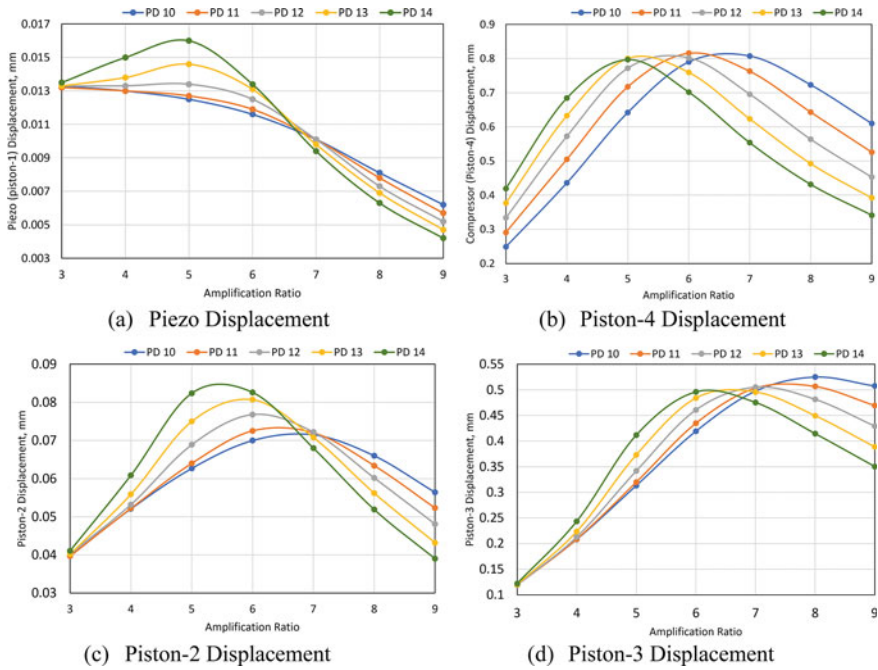 PD 10 PD 11 PD 12 PD 13 PD 14
Piezo (piston-1) Displacement, mm
0.017
0.015
0.013
0.011
0.009
0.007
0.005
0.003
3 4 5 6 7 8 9
Amplification Ratio
(a) Piezo Displacement
PD 10 PD 11 PD 12 PD 13 PD 14
Compressor (Piston-4) Displacement, mm
0.9
0.8
0.7
0.6
0.5
0.4
0.3
0.2
3 4 5 6 7 8 9
Amplification Ratio
(b) Piston-4 Displacement
PD 10 PD 11 PD 12 PD 13 PD 14
Piston-2 Displacement, mm
0.09
0.08
0.07
0.06
0.05
0.04
0.03
3 4 5 6 7 8 9
Amplification Ratio
(c) Piston-2 Displacement
PD 10 PD 11 PD 12 PD 13 PD 14
Piston-3 Displacement, mm
0.55
0.5
0.45
0.4
0.35
0.3
0.25
0.2
0.15
0.1
3 4 5 6 7 8 9
Amplification Ratio
(d) Piston-3 Displacement